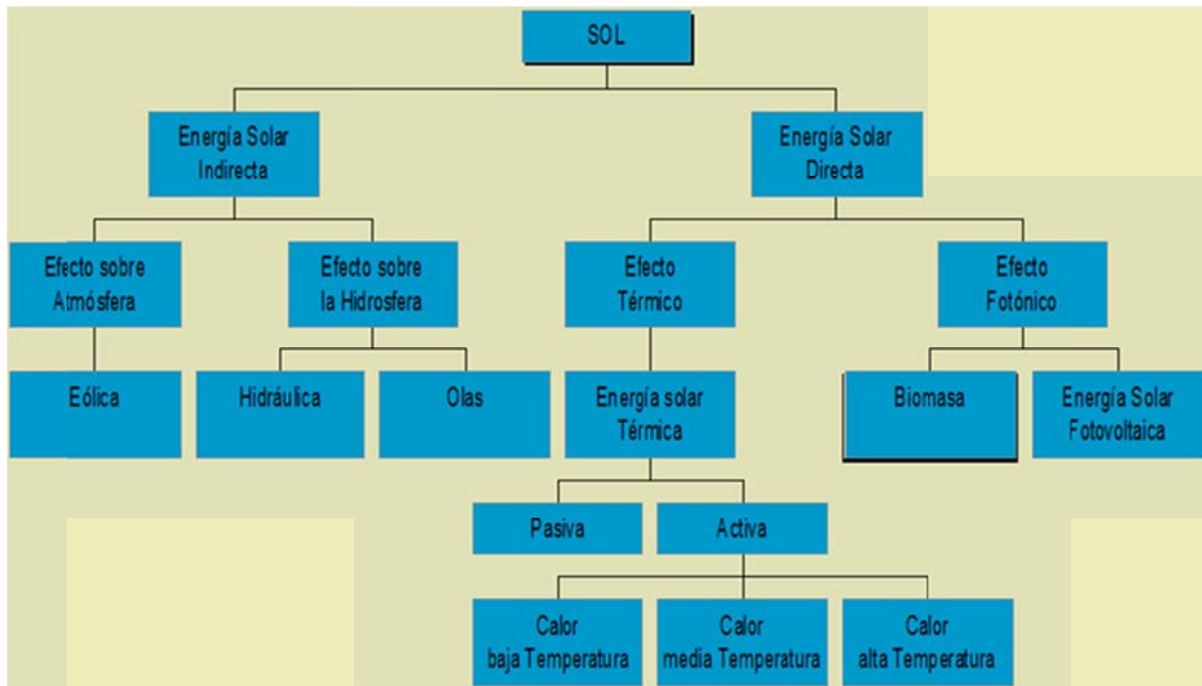 SOL
Energía Solar
Indirecta
Energía Solar
Directa
Efecto sobre
Atmósfera
Efecto sobre
la Hidrosfera
Efecto
Térmico
Efecto
Fotónico
Eólica
Hidráulica
Olas
Energía solar
Térmica
Biomasa
Energía Solar
Fotovoltaica
Pasiva
Activa
Calor
baja Temperatura
Calor
media Temperatura
Calor
alta Temperatura